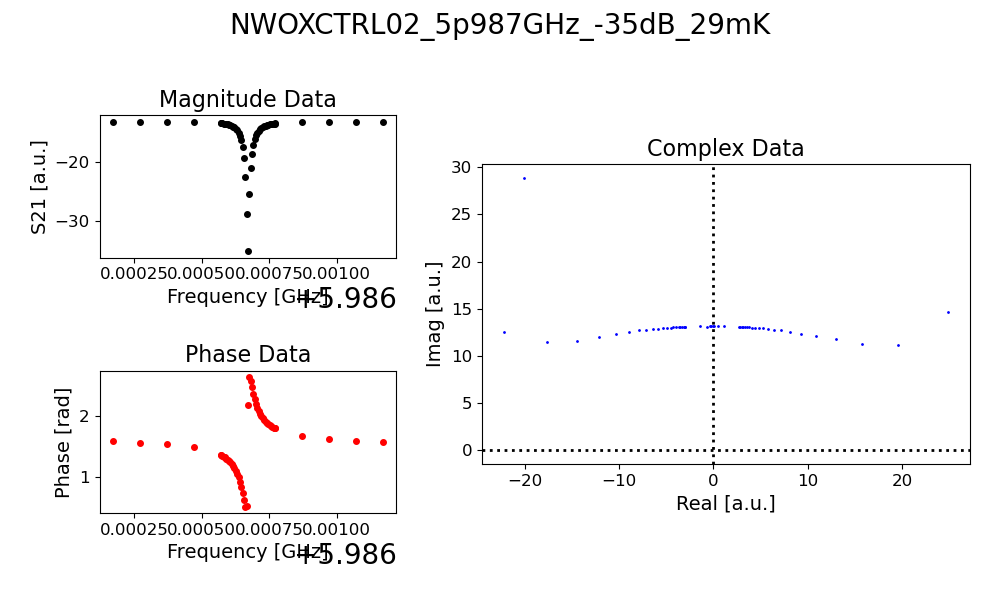 NWOXCTRL02_5p987GHz_-35dB_29mK
Magnitude Data
S21 [a.u.]
−20
−30
0.00025 0.00050 0.00075 0.00100
Frequency [GHz]
+5.986
Phase Data
Phase [rad]
2
1
0.00025 0.00050 0.00075 0.00100
Frequency [GHz]
+5.986
Complex Data
Imag [a.u.]
30
25
20
15
10
5
0
−20 −10 0 10 20
Real [a.u.]